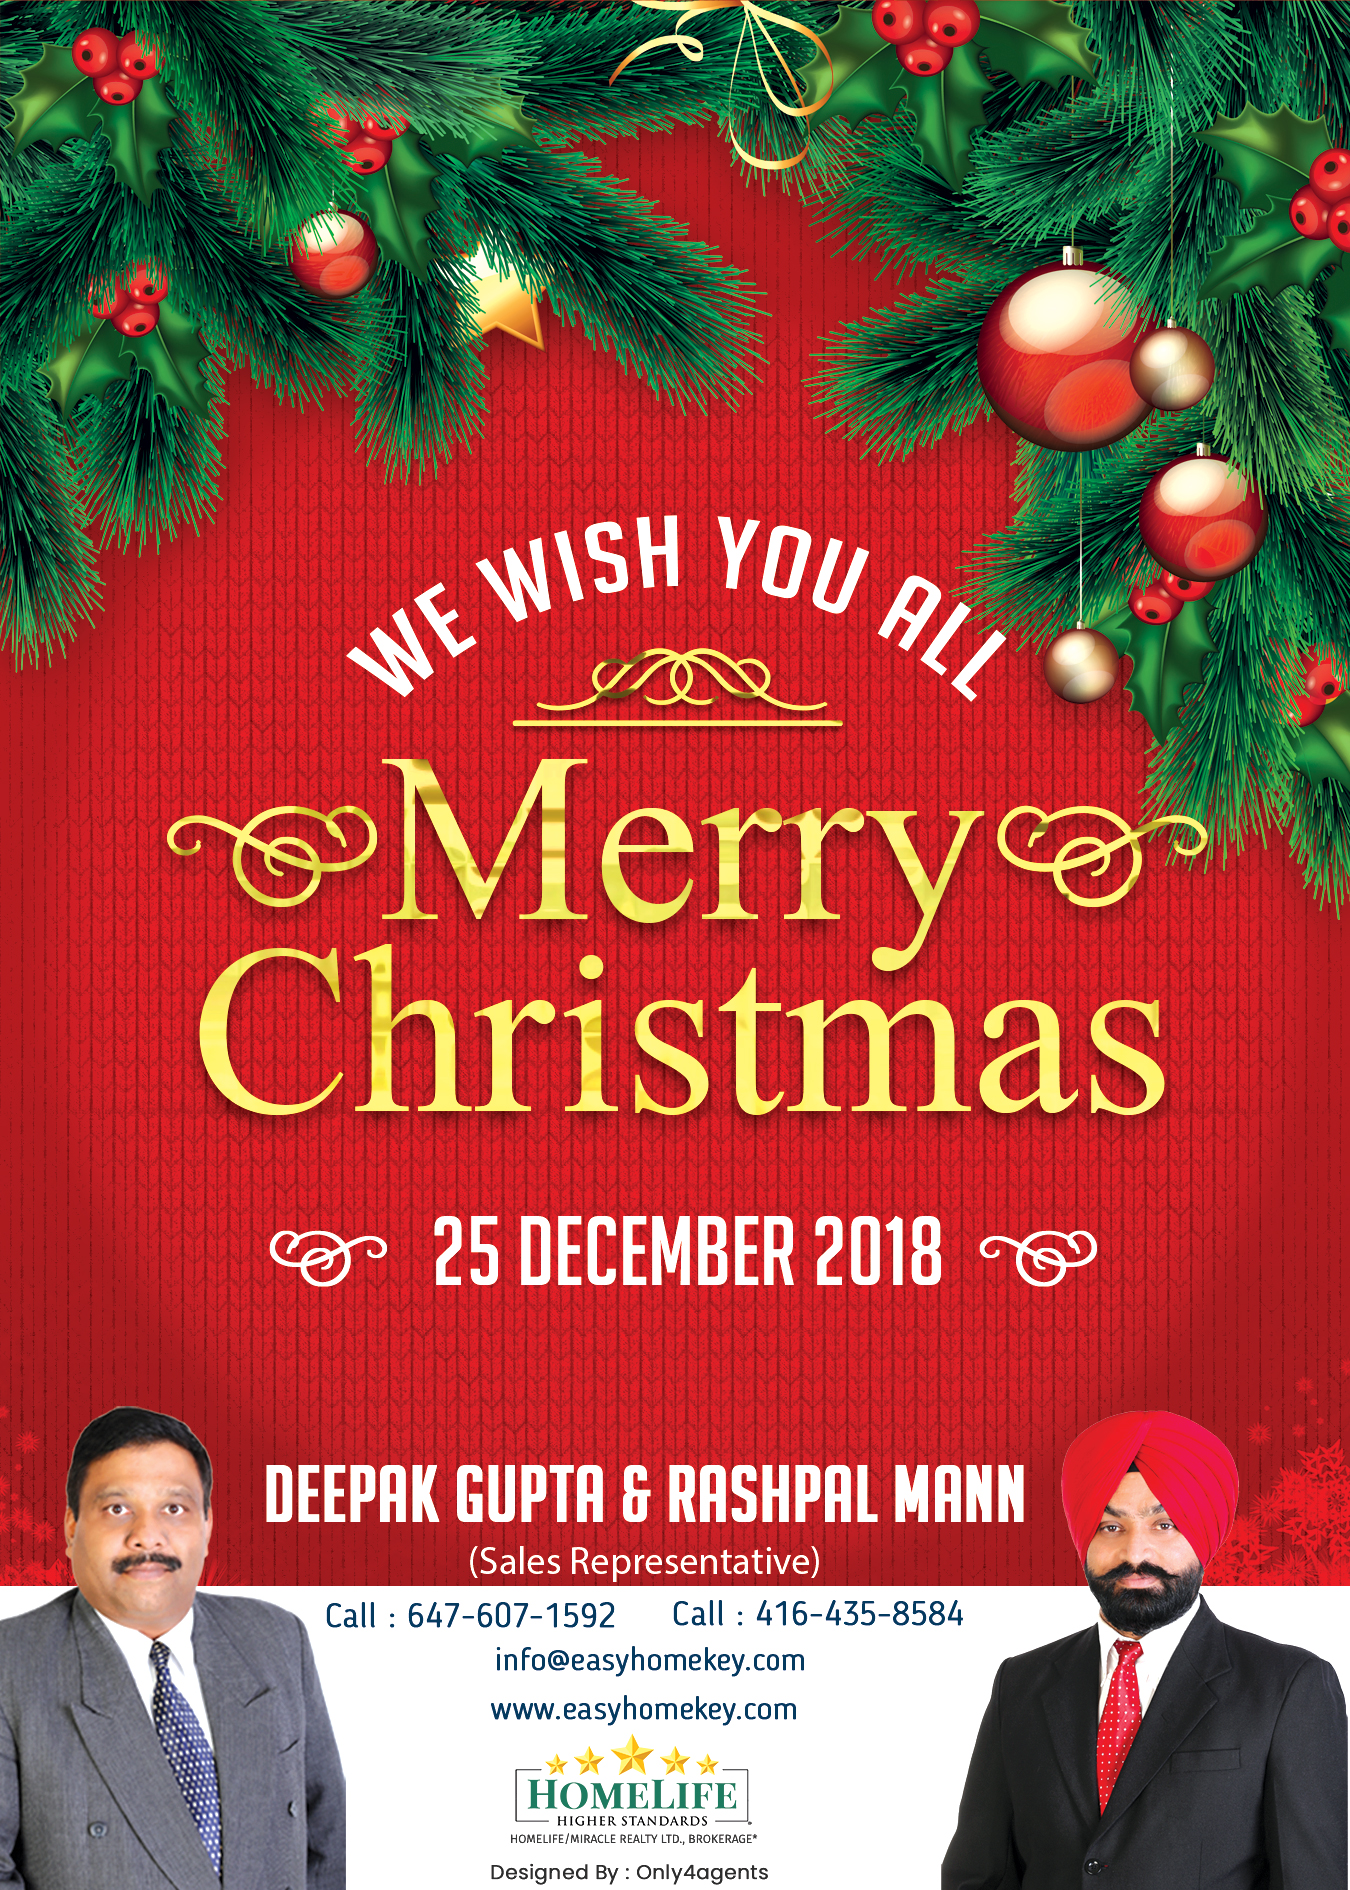 WE WISH YOU ALL
Merry
Christmas
25 DECEMBER 2018
DEEPAK GUPTA & RASHPAL MANN
(Sales Representative)
Call : 647-607-1592 Call : 416-435-8584
info@easyhomekey.com
www.easyhomekey.com
HOMELIFE
HIGHER STANDARDS
HOMELIFE/MIRACLE REALTY LTD., BROKERAGE*
Designed By : Only4agents